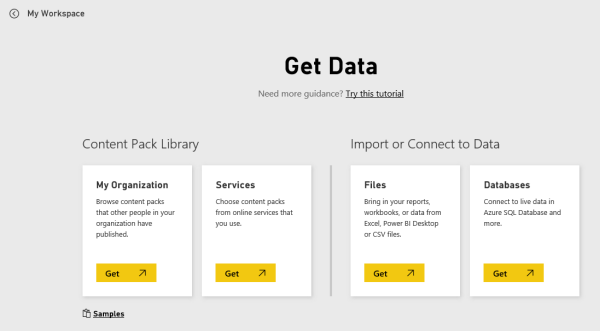 My Workspace
Get Data
Need more guidance? Try this tutorial
Content Pack Library
Import or Connect to Data
My Organization
Browse content packs
that other people in your
organization have
published.
Get
Services
Choose content packs
from online services that
you use.
Get
Files
Bring in your reports,
workbooks, or data from
Excel, Power BI Desktop
or CSV files.
Get
Databases
Connect to live data in
Azure SQL Database and
more.
Get
Samples